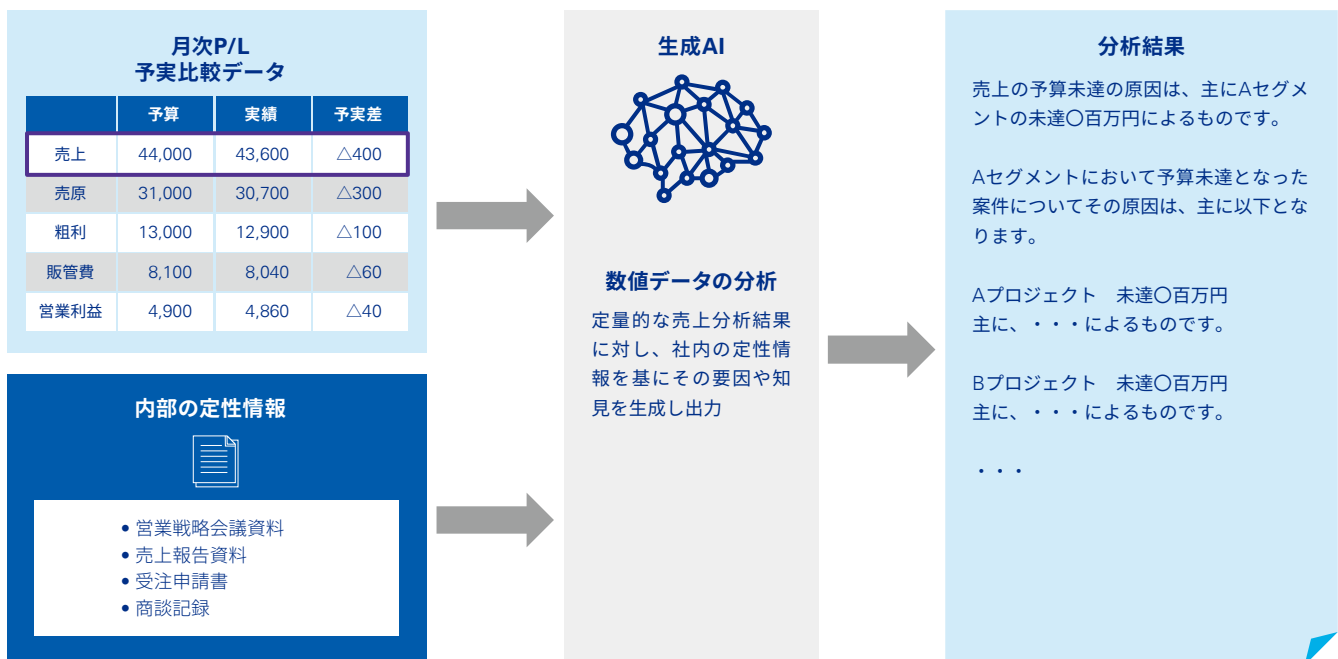 月次P/L
予実比較データ
予算 実績 予実差
売上 44,000 43,600 △400
売原 31,000 30,700 △300
粗利 13,000 12,900 △100
販管費 8,100 8,040 △60
営業利益 4,900 4,860 △40
内部の定性情報
• 営業戦略会議資料
• 売上報告資料
• 受注申請書
• 商談記録
生成AI
数値データの分析
定量的な売上分析結果
に対し、社内の定性情
報を基にその要因や知
見を生成し出力
分析結果
売上の予算未達の原因は、主にAセグメ
ントの未達〇百万円によるものです。
Aセグメントにおいて予算未達となった
案件についてその原因は、主に以下とな
ります。
Aプロジェクト　未達〇百万円
主に、・・・によるものです。
Bプロジェクト　未達〇百万円
主に、・・・によるものです。
・・・